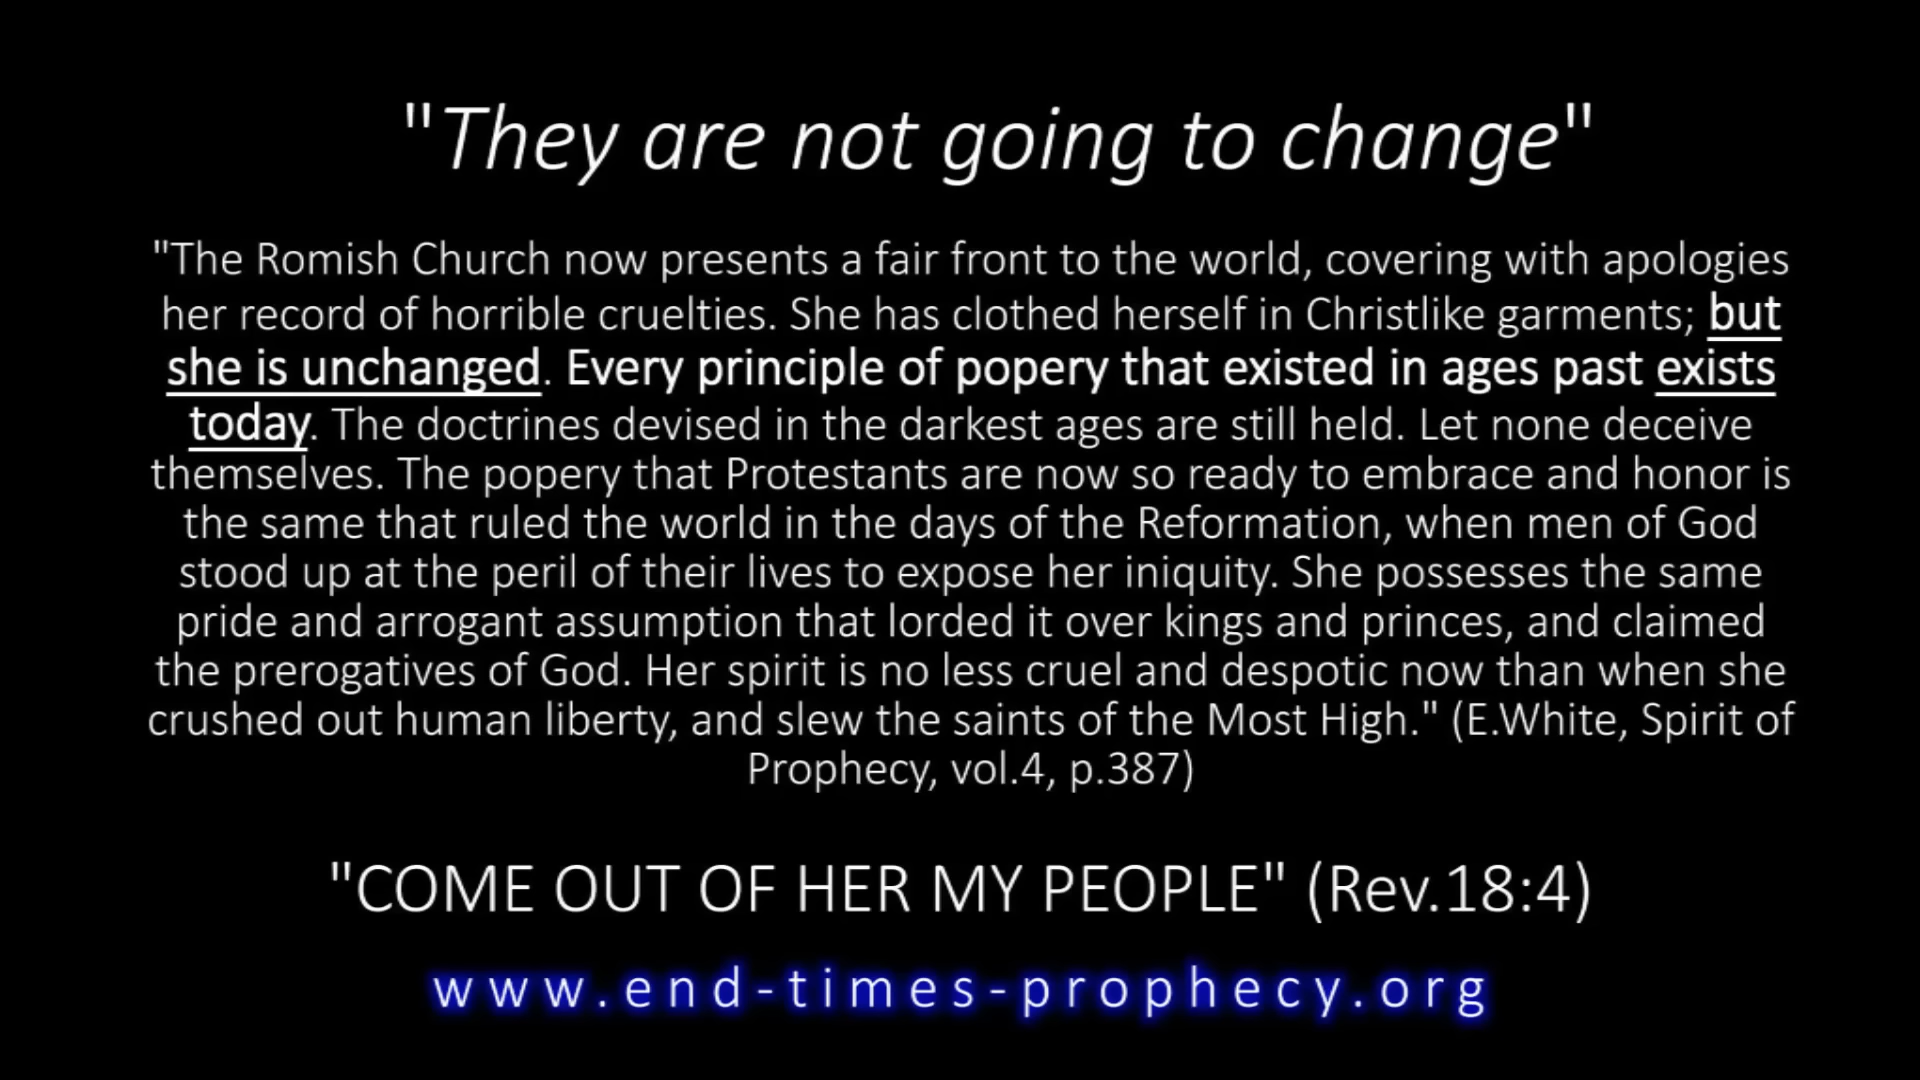 "They are not going to change"
"The Romish Church now presents a fair front to the world, covering with apologies
her record of horrible cruelties. She has clothed herself in Christlike garments; but
she is unchanged. Every principle of popery that existed in ages past exists
today. The doctrines devised in the darkest ages are still held. Let none deceive
themselves. The popery that Protestants are now so ready to embrace and honor is
the same that ruled the world in the days of the Reformation, when men of God
stood up at the peril of their lives to expose her iniquity. She possesses the same
pride and arrogant assumption that lorded it over kings and princes, and claimed
the prerogatives of God. Her spirit is no less cruel and despotic now than when she
crushed out human liberty, and slew the saints of the Most High." (E.White, Spirit of
Prophecy, vol.4, p.387)
"COME OUT OF HER MY PEOPLE" (Rev.18:4)
www.end-times-prophecy.org